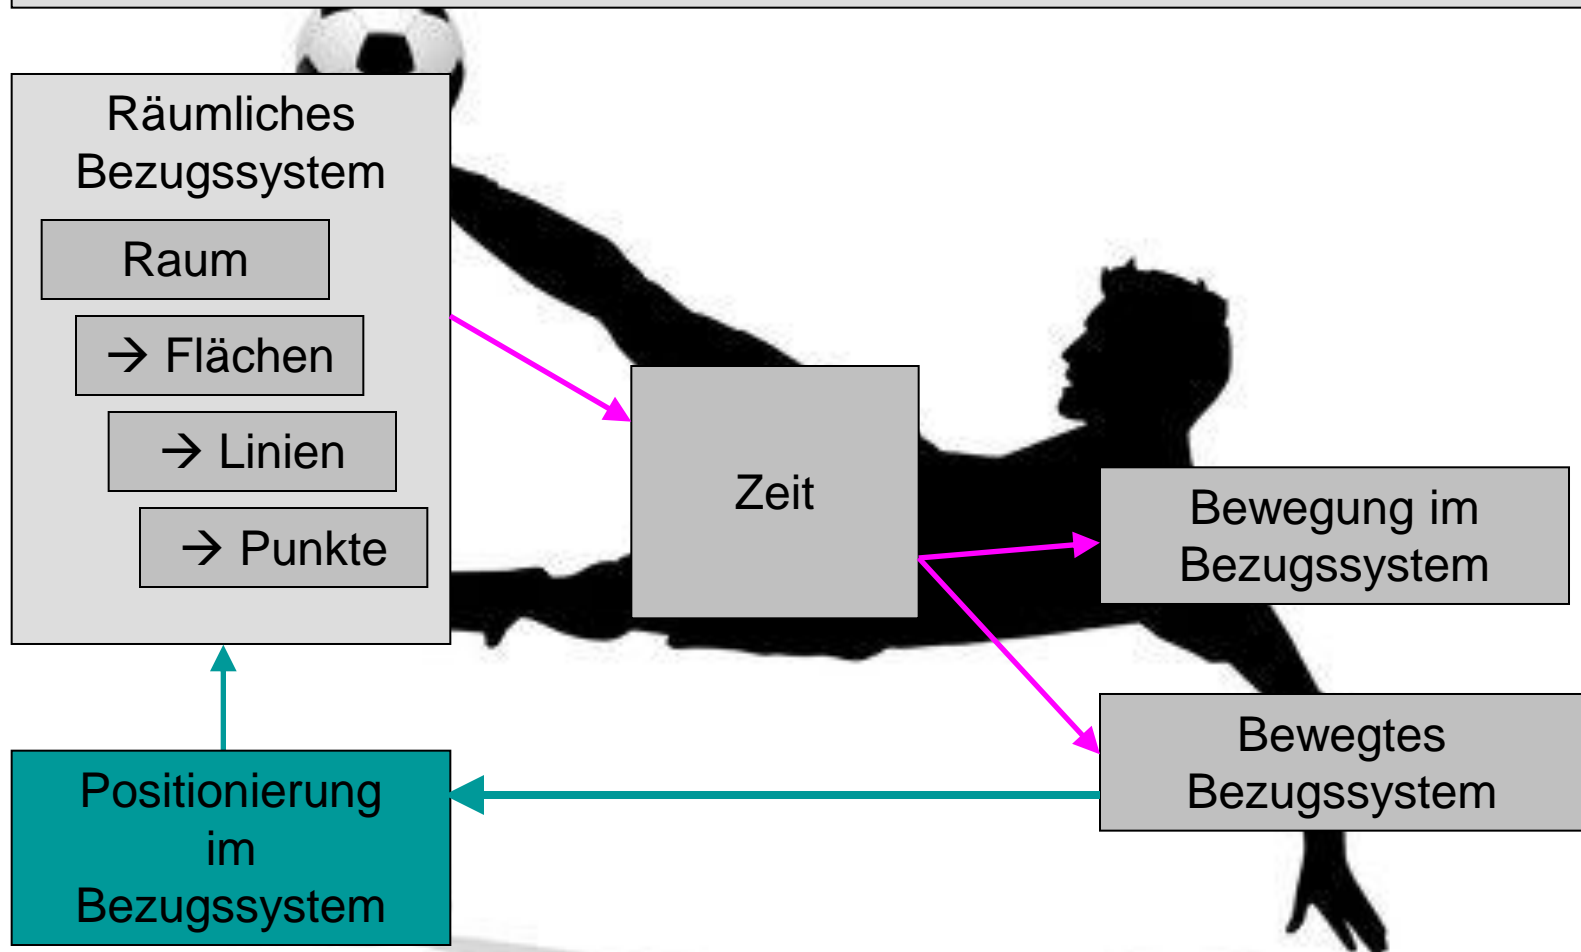 Räumliches
Bezugssystem
Raum
→ Flächen
→ Linien
→ Punkte
Zeit
Bewegung im
Bezugssystem
Bewegtes
Bezugssystem
Positionierung
im
Bezugssystem